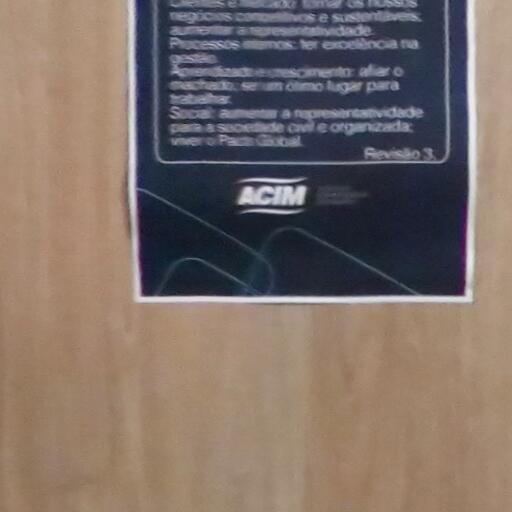 Clientes e mercado: tornar os nossos
negócios competitivos e sustentáveis;
aumentar a representatividade.
Processos internos: ter excelência na
gestão.
Aprendizado e crescimento: afiar o
machado; ser um ótimo lugar para
trabalhar.
Social: aumentar a representatividade
para a sociedade civil e organizada;
viver o Pacto Global.
Revisão 3.
ACIM